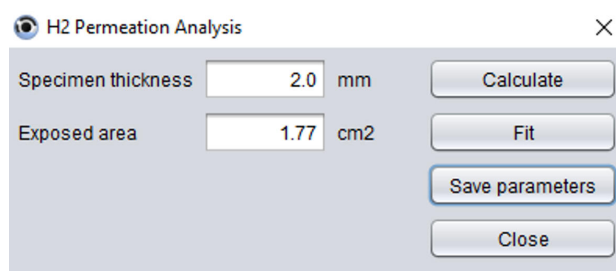 H2 Permeation Analysis
Specimen thickness 2.0 mm Calculate
Exposed area 1.77 cm2 Fit
Save parameters
Close